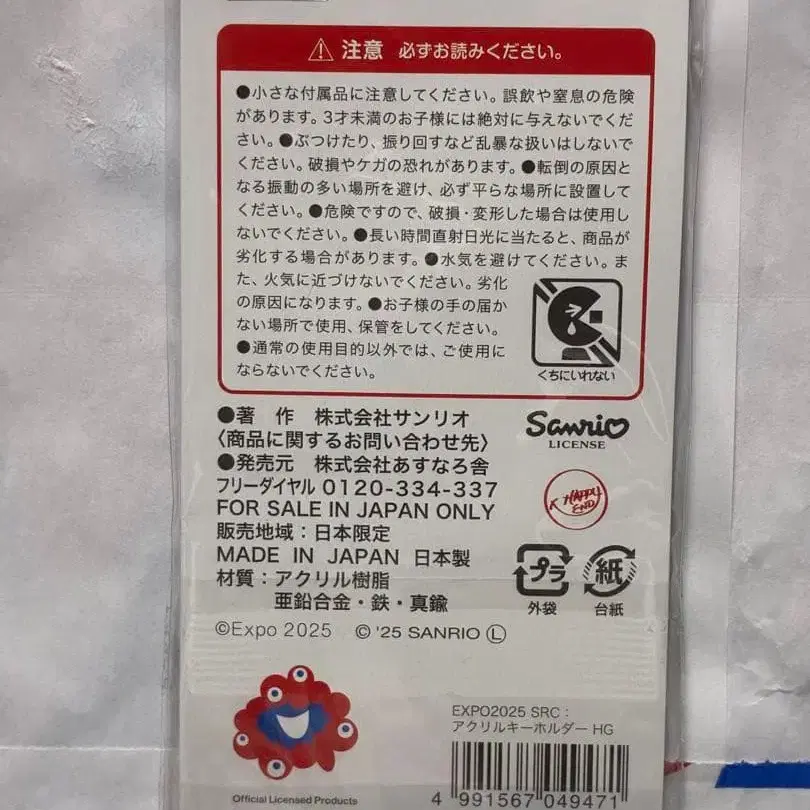 ⚠ 注意 必ずお読みください。
●小さな付属品に注意してください。誤飲や窒息の危険
があります。3才未満のお子様には絶対に与えないでくだ
さい。●ぶつけたり、振り回すなど乱暴な扱いはしないで
ください。破損やケガの恐れがあります。●転倒の原因と
なる振動の多い場所を避け、必ず平らな場所に設置して
ください。●危険ですので、破損・変形した場合は使用し
ないでください。●長い時間直射日光に当たると、商品が
劣化する場合があります。●水気を避けてください。ま
た、火気に近づけないでください。劣化
の原因になります。●お子様の手の届か
ない場所で使用、保管をしてください。
●通常の使用目的以外では、ご使用に
ならないでください。
くちにいれない
●著 作 株式会社サンリオ
〈商品に関するお問い合わせ先〉
●発売元 株式会社あすなろ舎
フリーダイヤル 0120-334-337
FOR SALE IN JAPAN ONLY
販売地域：日本限定
MADE IN JAPAN 日本製
材質：アクリル樹脂
亜鉛合金・鉄・真鍮
©Expo 2025 © '25 SANRIO Ⓛ
Sanrio
LICENSE
HAPPY
END
プラ
外袋
紙
台紙
Official Licensed Products
EXPO2025 SRC：
アクリルキーホルダー HG
4 991567 049471